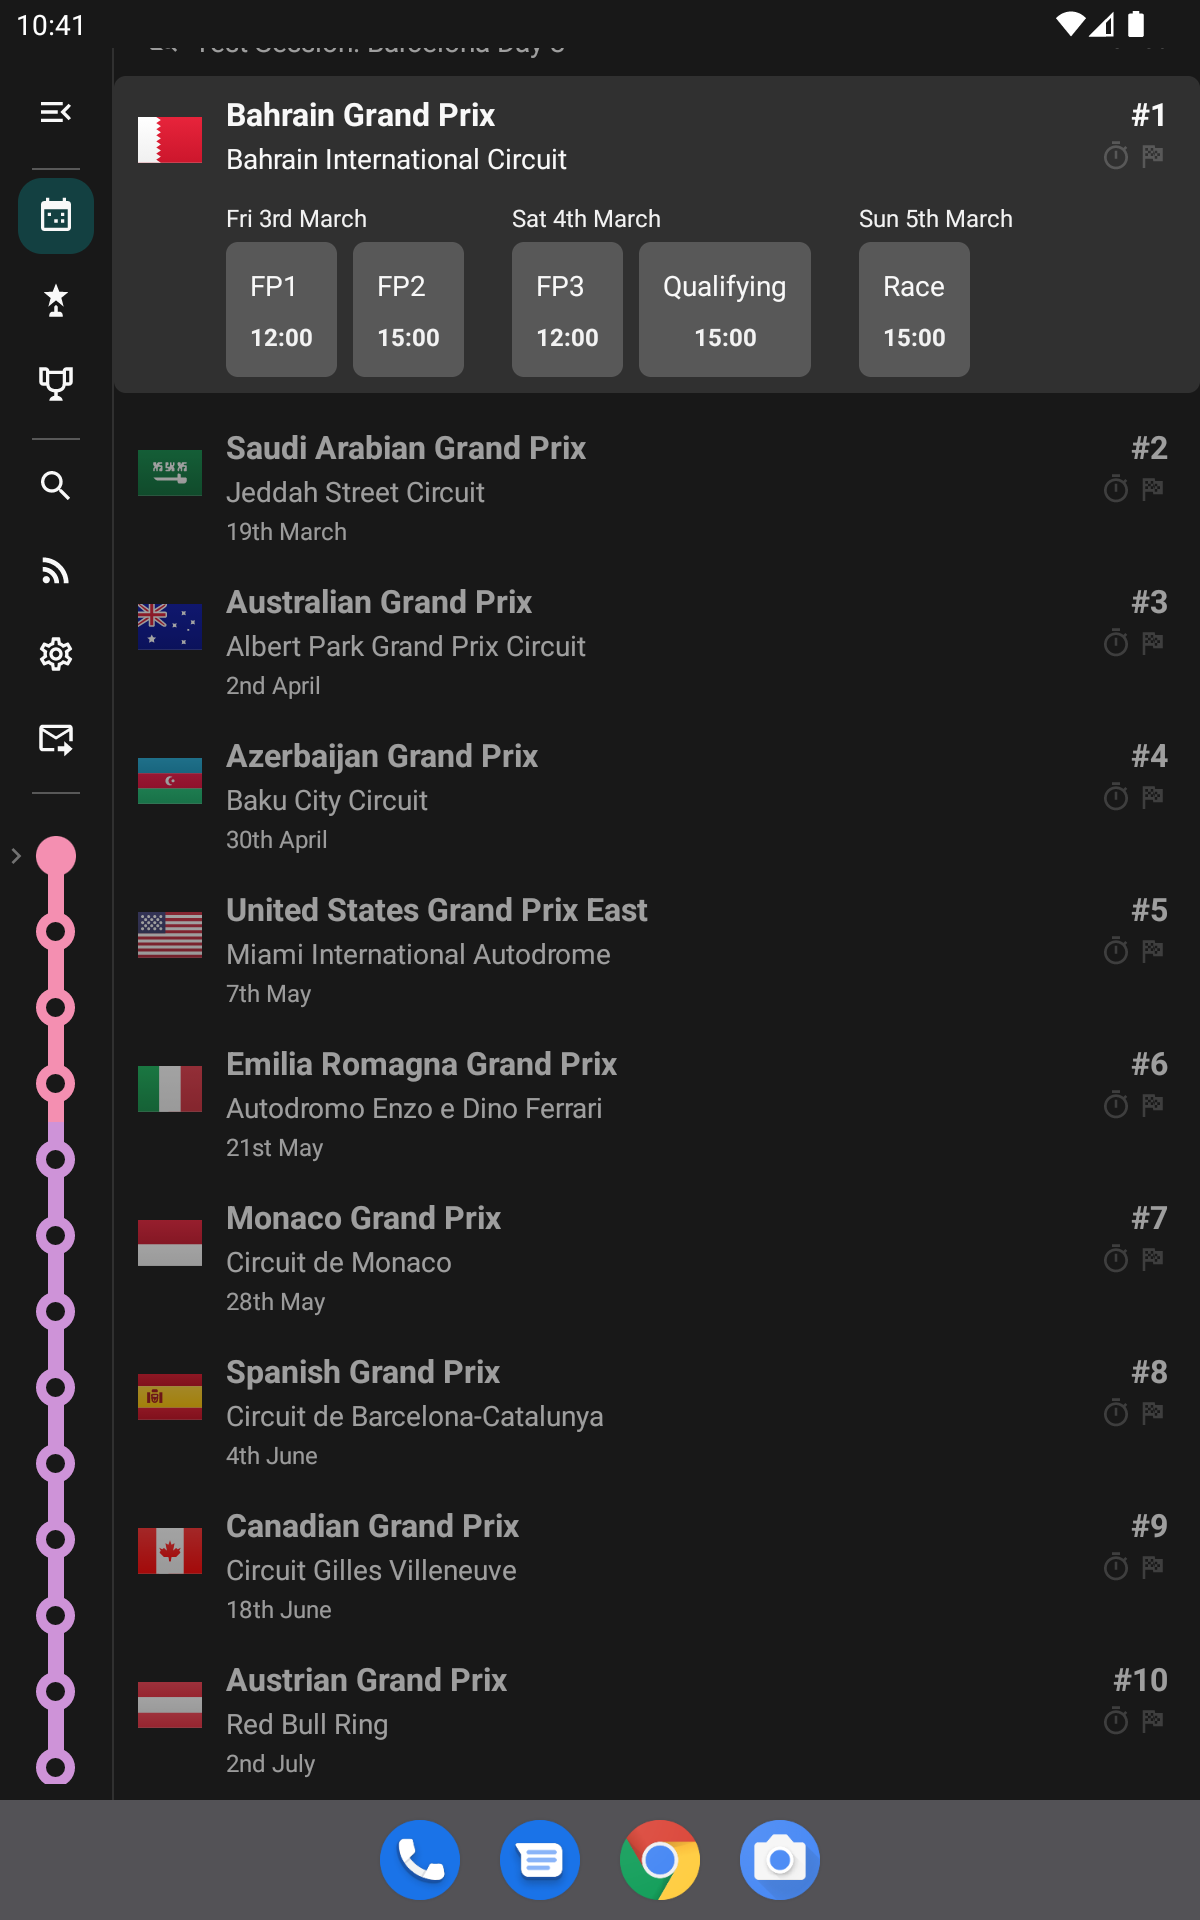 10:41
Test Session: Barcelona Day 3
Bahrain Grand Prix
#1
Bahrain International Circuit
Fri 3rd March
Sat 4th March
Sun 5th March
FP1
FP2
FP3
Qualifying
Race
12:00
15:00
12:00
15:00
15:00
Saudi Arabian Grand Prix
#2
Jeddah Street Circuit
19th March
Australian Grand Prix
#3
Albert Park Grand Prix Circuit
2nd April
Azerbaijan Grand Prix
#4
Baku City Circuit
30th April
United States Grand Prix East
#5
Miami International Autodrome
7th May
Emilia Romagna Grand Prix
#6
Autodromo Enzo e Dino Ferrari
21st May
Monaco Grand Prix
#7
Circuit de Monaco
28th May
Spanish Grand Prix
#8
Circuit de Barcelona-Catalunya
4th June
Canadian Grand Prix
#9
Circuit Gilles Villeneuve
18th June
Austrian Grand Prix
#10
Red Bull Ring
2nd July